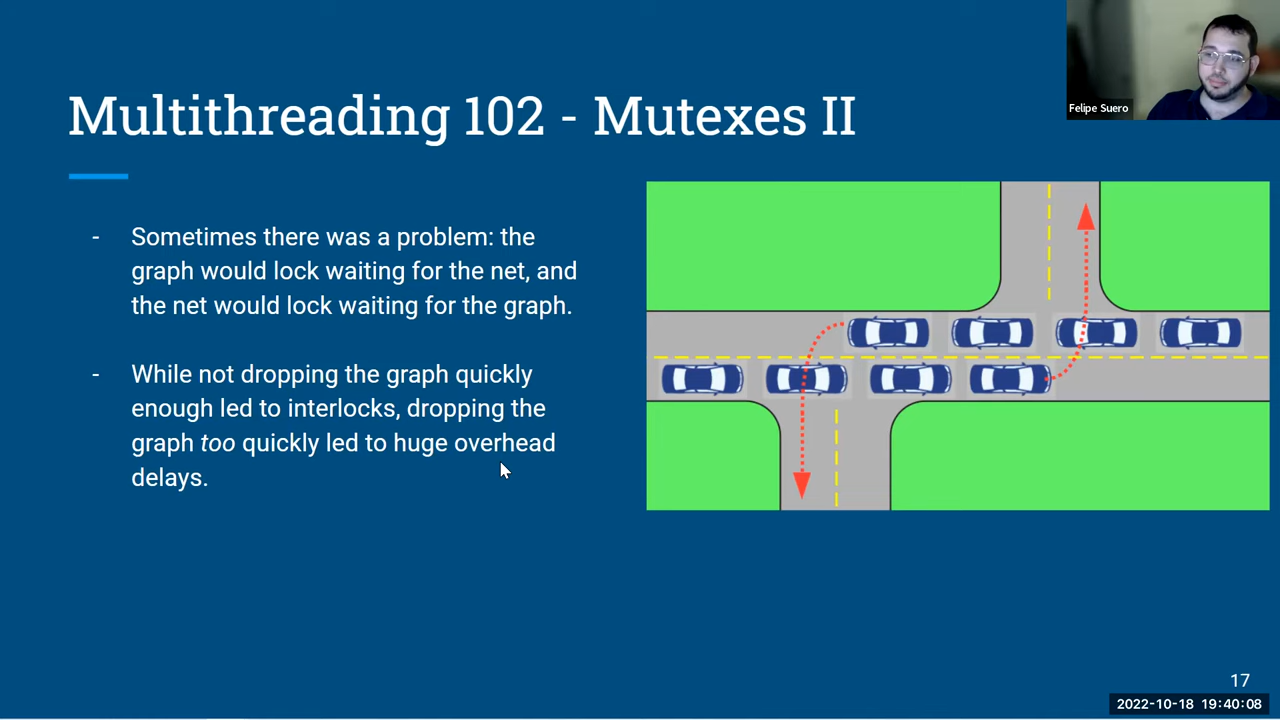 Felipe Suero
Multithreading 102 - Mutexes II
- Sometimes there was a problem: the
graph would lock waiting for the net, and
the net would lock waiting for the graph.
- While not dropping the graph quickly
enough led to interlocks, dropping the
graph too quickly led to huge overhead
delays.
17
2022-10-18 19:40:08